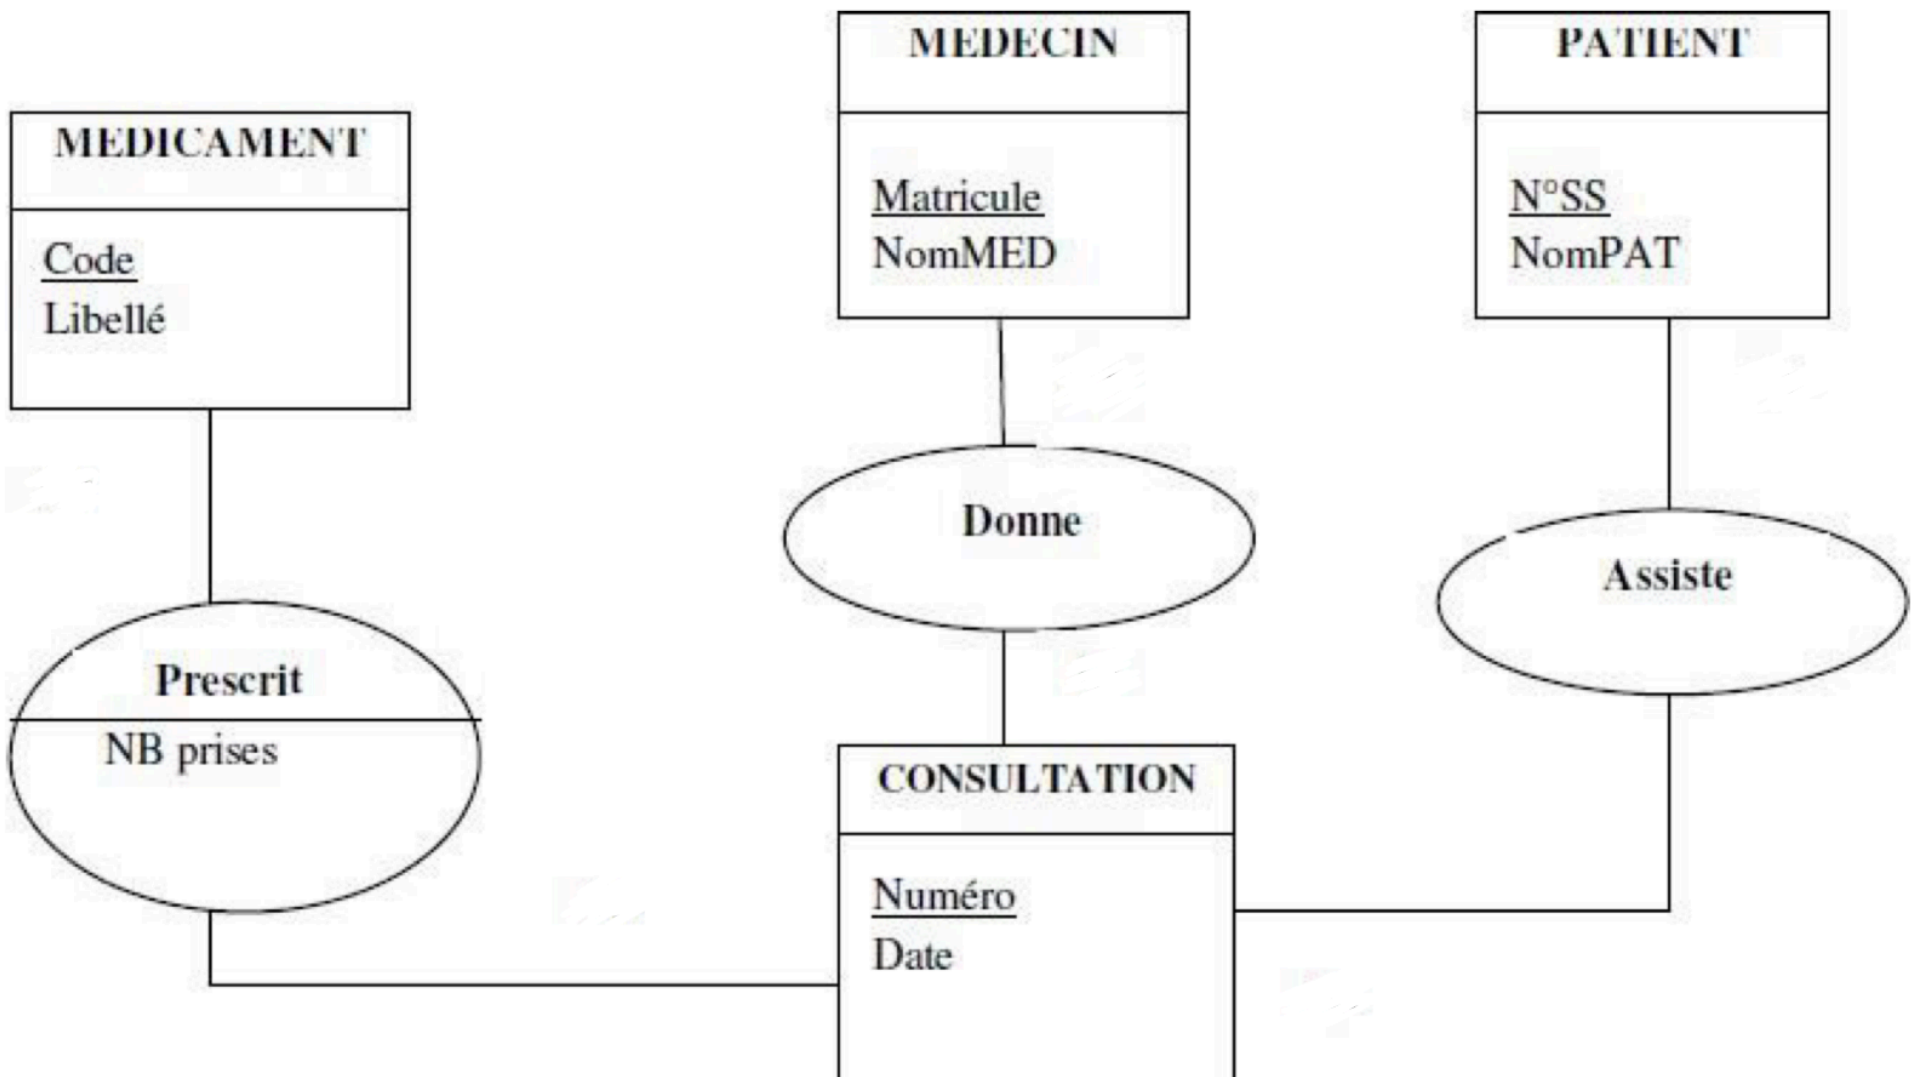 MEDICAMENT
Code
Libellé
MEDECIN
Matricule
NomMED
PATIENT
N°SS
NomPAT
Prescrit
NB prises
Donne
Assiste
CONSULTATION
Numéro
Date